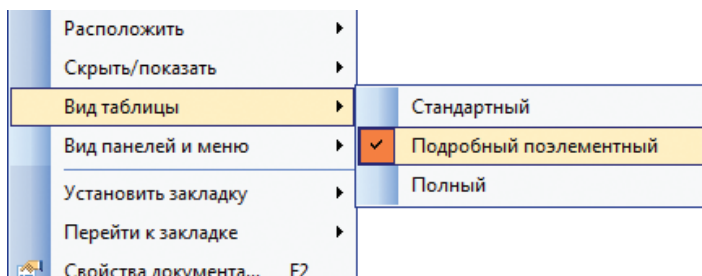 Расположить
Скрыть/показать
Вид таблицы
Стандартный
Вид панелей и меню
Подробный поэлементный
Полный
Установить закладку
Перейти к закладке
Свойства документа... F2